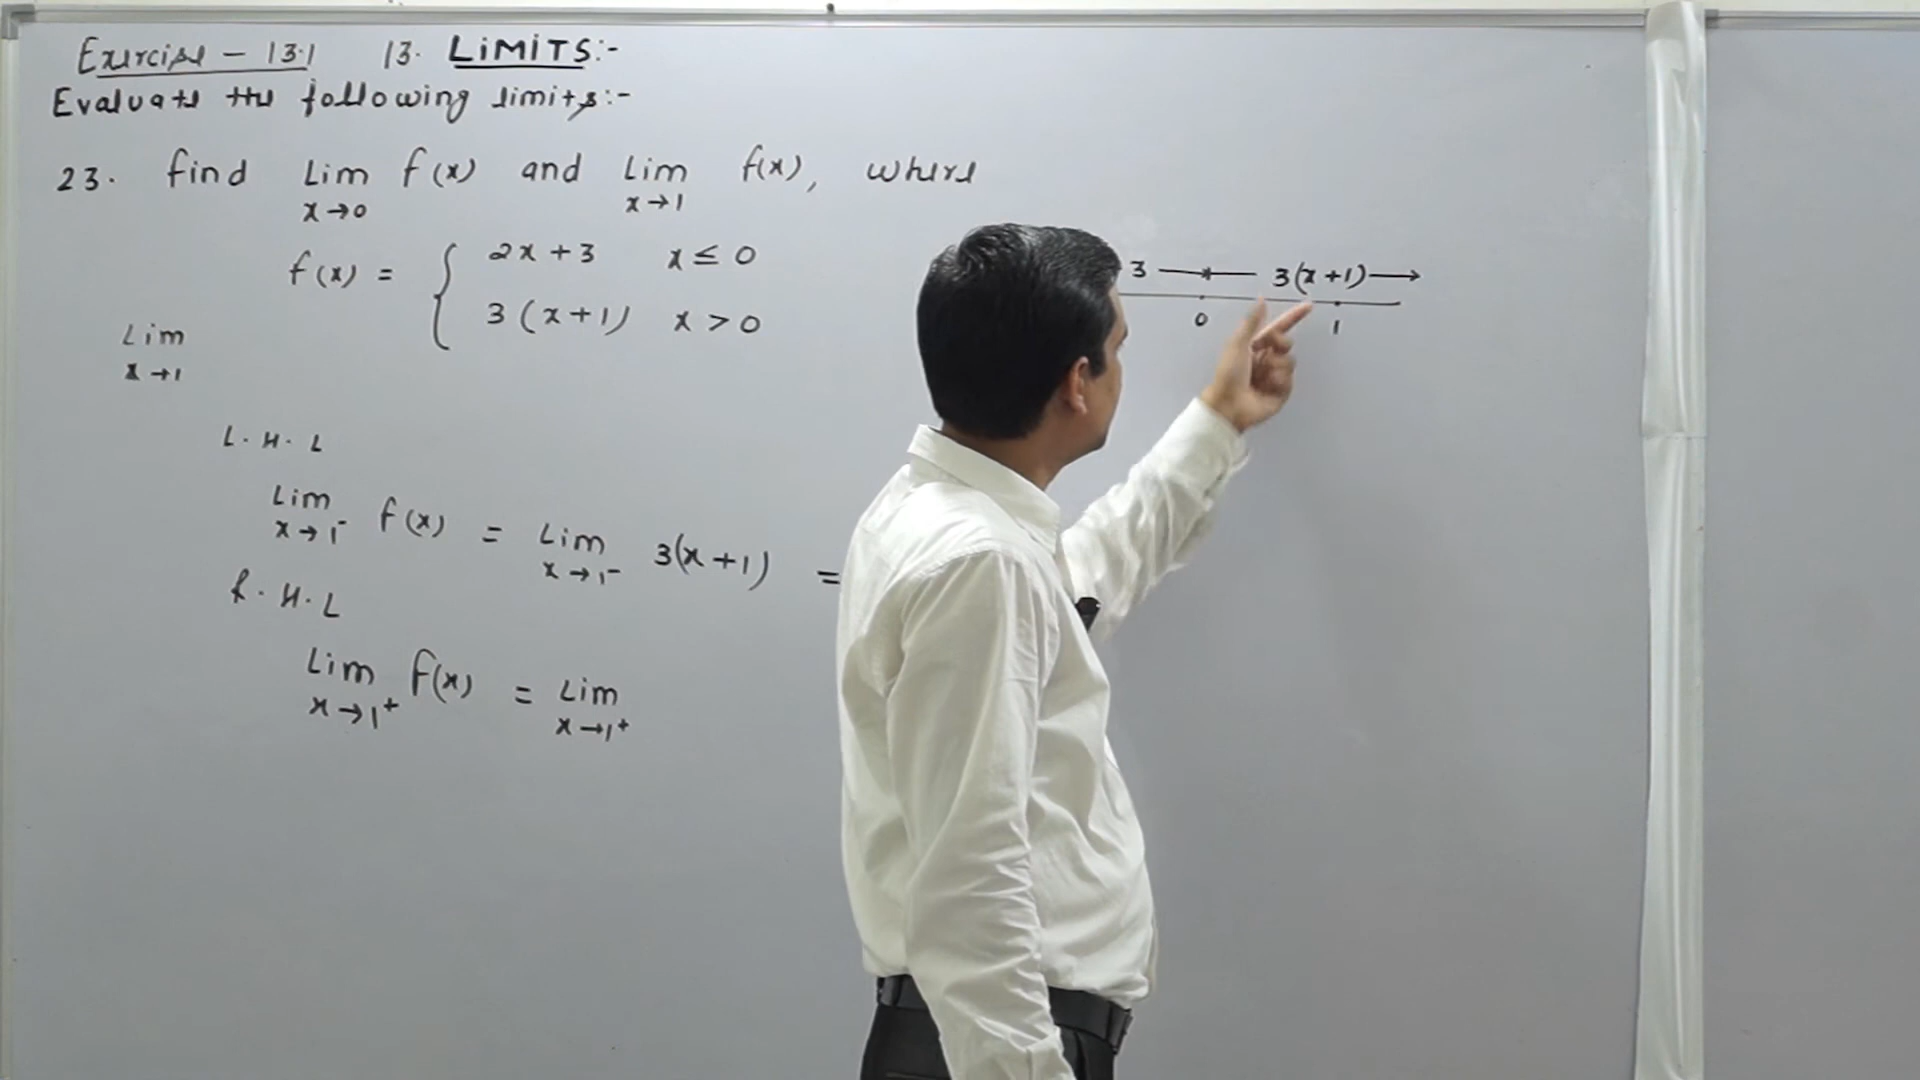 Exercise - 13.1 13. LiMiTS:-
Evaluate the following limits:-
23. find Lim x→0 f(x) and Lim x→1 f(x), where
f(x) = { 2x+3 x ≤ 0
3(x+1) x > 0
3 3(x+1)
0 1
Lim
x→1
L.H.L
Lim x→1⁻ f(x) = Lim x→1⁻ 3(x+1) =
R.H.L
Lim x→1⁺ f(x) = Lim x→1⁺